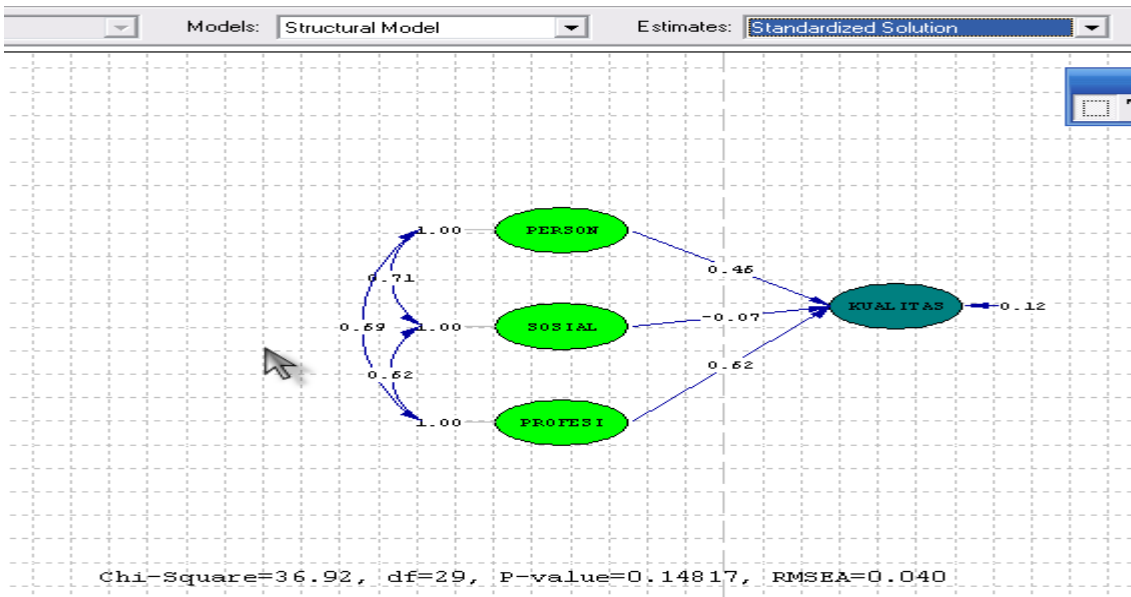 Models: Structural Model Estimates: Standardized Solution
1.00 PERSON
0.71
0.46
KUALITAS 0.12
-0.07
0.69 1.00 SOSIAL
0.62
0.62
1.00 PROFESI
Chi-Square=36.92, df=29, P-value=0.14817, RMSEA=0.040